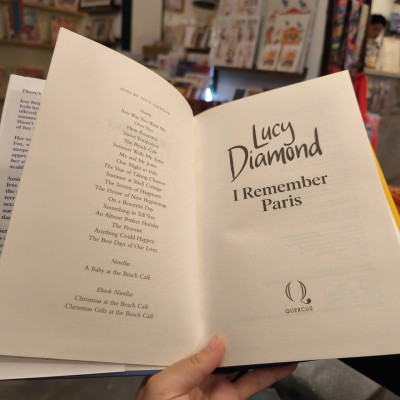 ALSO BY LUCY DIAMOND
Novels
Any Way You Want Me
Over You
Hens Reunited
Sweet Temptation
The Beach Café
Summer With My Sister
Me and Mr Jones
One Night in Italy
The Year of Taking Chances
Summer at Shell Cottage
The Secrets of Happiness
The House of New Beginnings
On a Beautiful Day
Something to Tell You
An Almost Perfect Holiday
The Promise
Anything Could Happen
The Best Days of Our Lives
Novellas
A Baby at the Beach Café
Ebook Novellas
Christmas at the Beach Café
Christmas Gifts at the Beach Café
Lucy
Diamond
I Remember
Paris
Q
QUERCUS